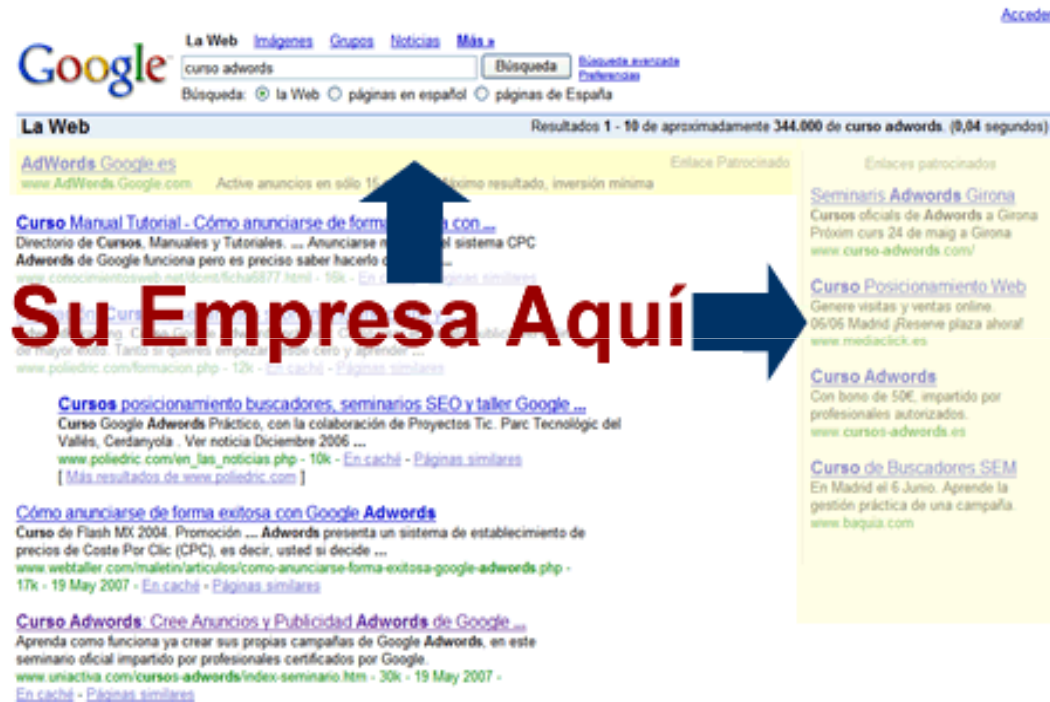 Acceder
Google
La Web Imágenes Grupos Noticias Más »
curso adwords Búsqueda Búsqueda avanzada
Preferencias
Búsqueda: la Web páginas en español páginas de España
La Web Resultados 1 - 10 de aproximadamente 344.000 de curso adwords. (0,04 segundos)
AdWords Google.es Enlace Patrocinado
www.AdWords.Google.com Active anuncios en sólo 15 Máximo resultado, inversión mínima
Curso Manual Tutorial - Cómo anunciarse de forma con ...
Directorio de Cursos, Manuales y Tutoriales. ... Anunciarse el sistema CPC
Adwords de Google funciona pero es preciso saber hacerlo
www.conocimientosweb.net/dcmt/ficha6877.html - 16k - En caché - Páginas similares
Su Empresa Aquí
de mayor éxito. Tanto si quieres empezar desde cero y aprender ...
www.poliedric.com/formacion.php - 12k - En caché - Páginas similares
Cursos posicionamiento buscadores, seminarios SEO y taller Google ...
Curso Google Adwords Práctico, con la colaboración de Proyectos Tic. Parc Tecnológic del
Vallés, Cerdanyola . Ver noticia Diciembre 2006 ...
www.poliedric.com/en_las_noticias.php - 10k - En caché - Páginas similares
[ Más resultados de www.poliedric.com ]
Cómo anunciarse de forma exitosa con Google Adwords
Curso de Flash MX 2004. Promoción ... Adwords presenta un sistema de establecimiento de
precios de Coste Por Clic (CPC), es decir, usted si decide ...
www.webtaller.com/maletin/articulos/como-anunciarse-forma-exitosa-google-adwords.php -
17k - 19 May 2007 - En caché - Páginas similares
Curso Adwords: Cree Anuncios y Publicidad Adwords de Google ...
Aprenda como funciona ya crear sus propias campañas de Google Adwords, en este
seminario oficial impartido por profesionales certificados por Google.
www.uniactiva.com/cursos-adwords/index-seminario.htm - 30k - 19 May 2007 -
En caché - Páginas similares
Enlaces patrocinados
Seminaris Adwords Girona
Cursos oficials de Adwords a Girona
Pròxim curs 24 de maig a Girona
www.curso-adwords.com/
Curso Posicionamiento Web
Genere visitas y ventas online.
06/06 Madrid ¡Reserve plaza ahora!
www.mediaclick.es
Curso Adwords
Con bono de 50€, impartido por
profesionales autorizados.
www.cursos-adwords.es
Curso de Buscadores SEM
En Madrid el 6 Junio. Aprende la
gestión práctica de una campaña.
www.baquia.com